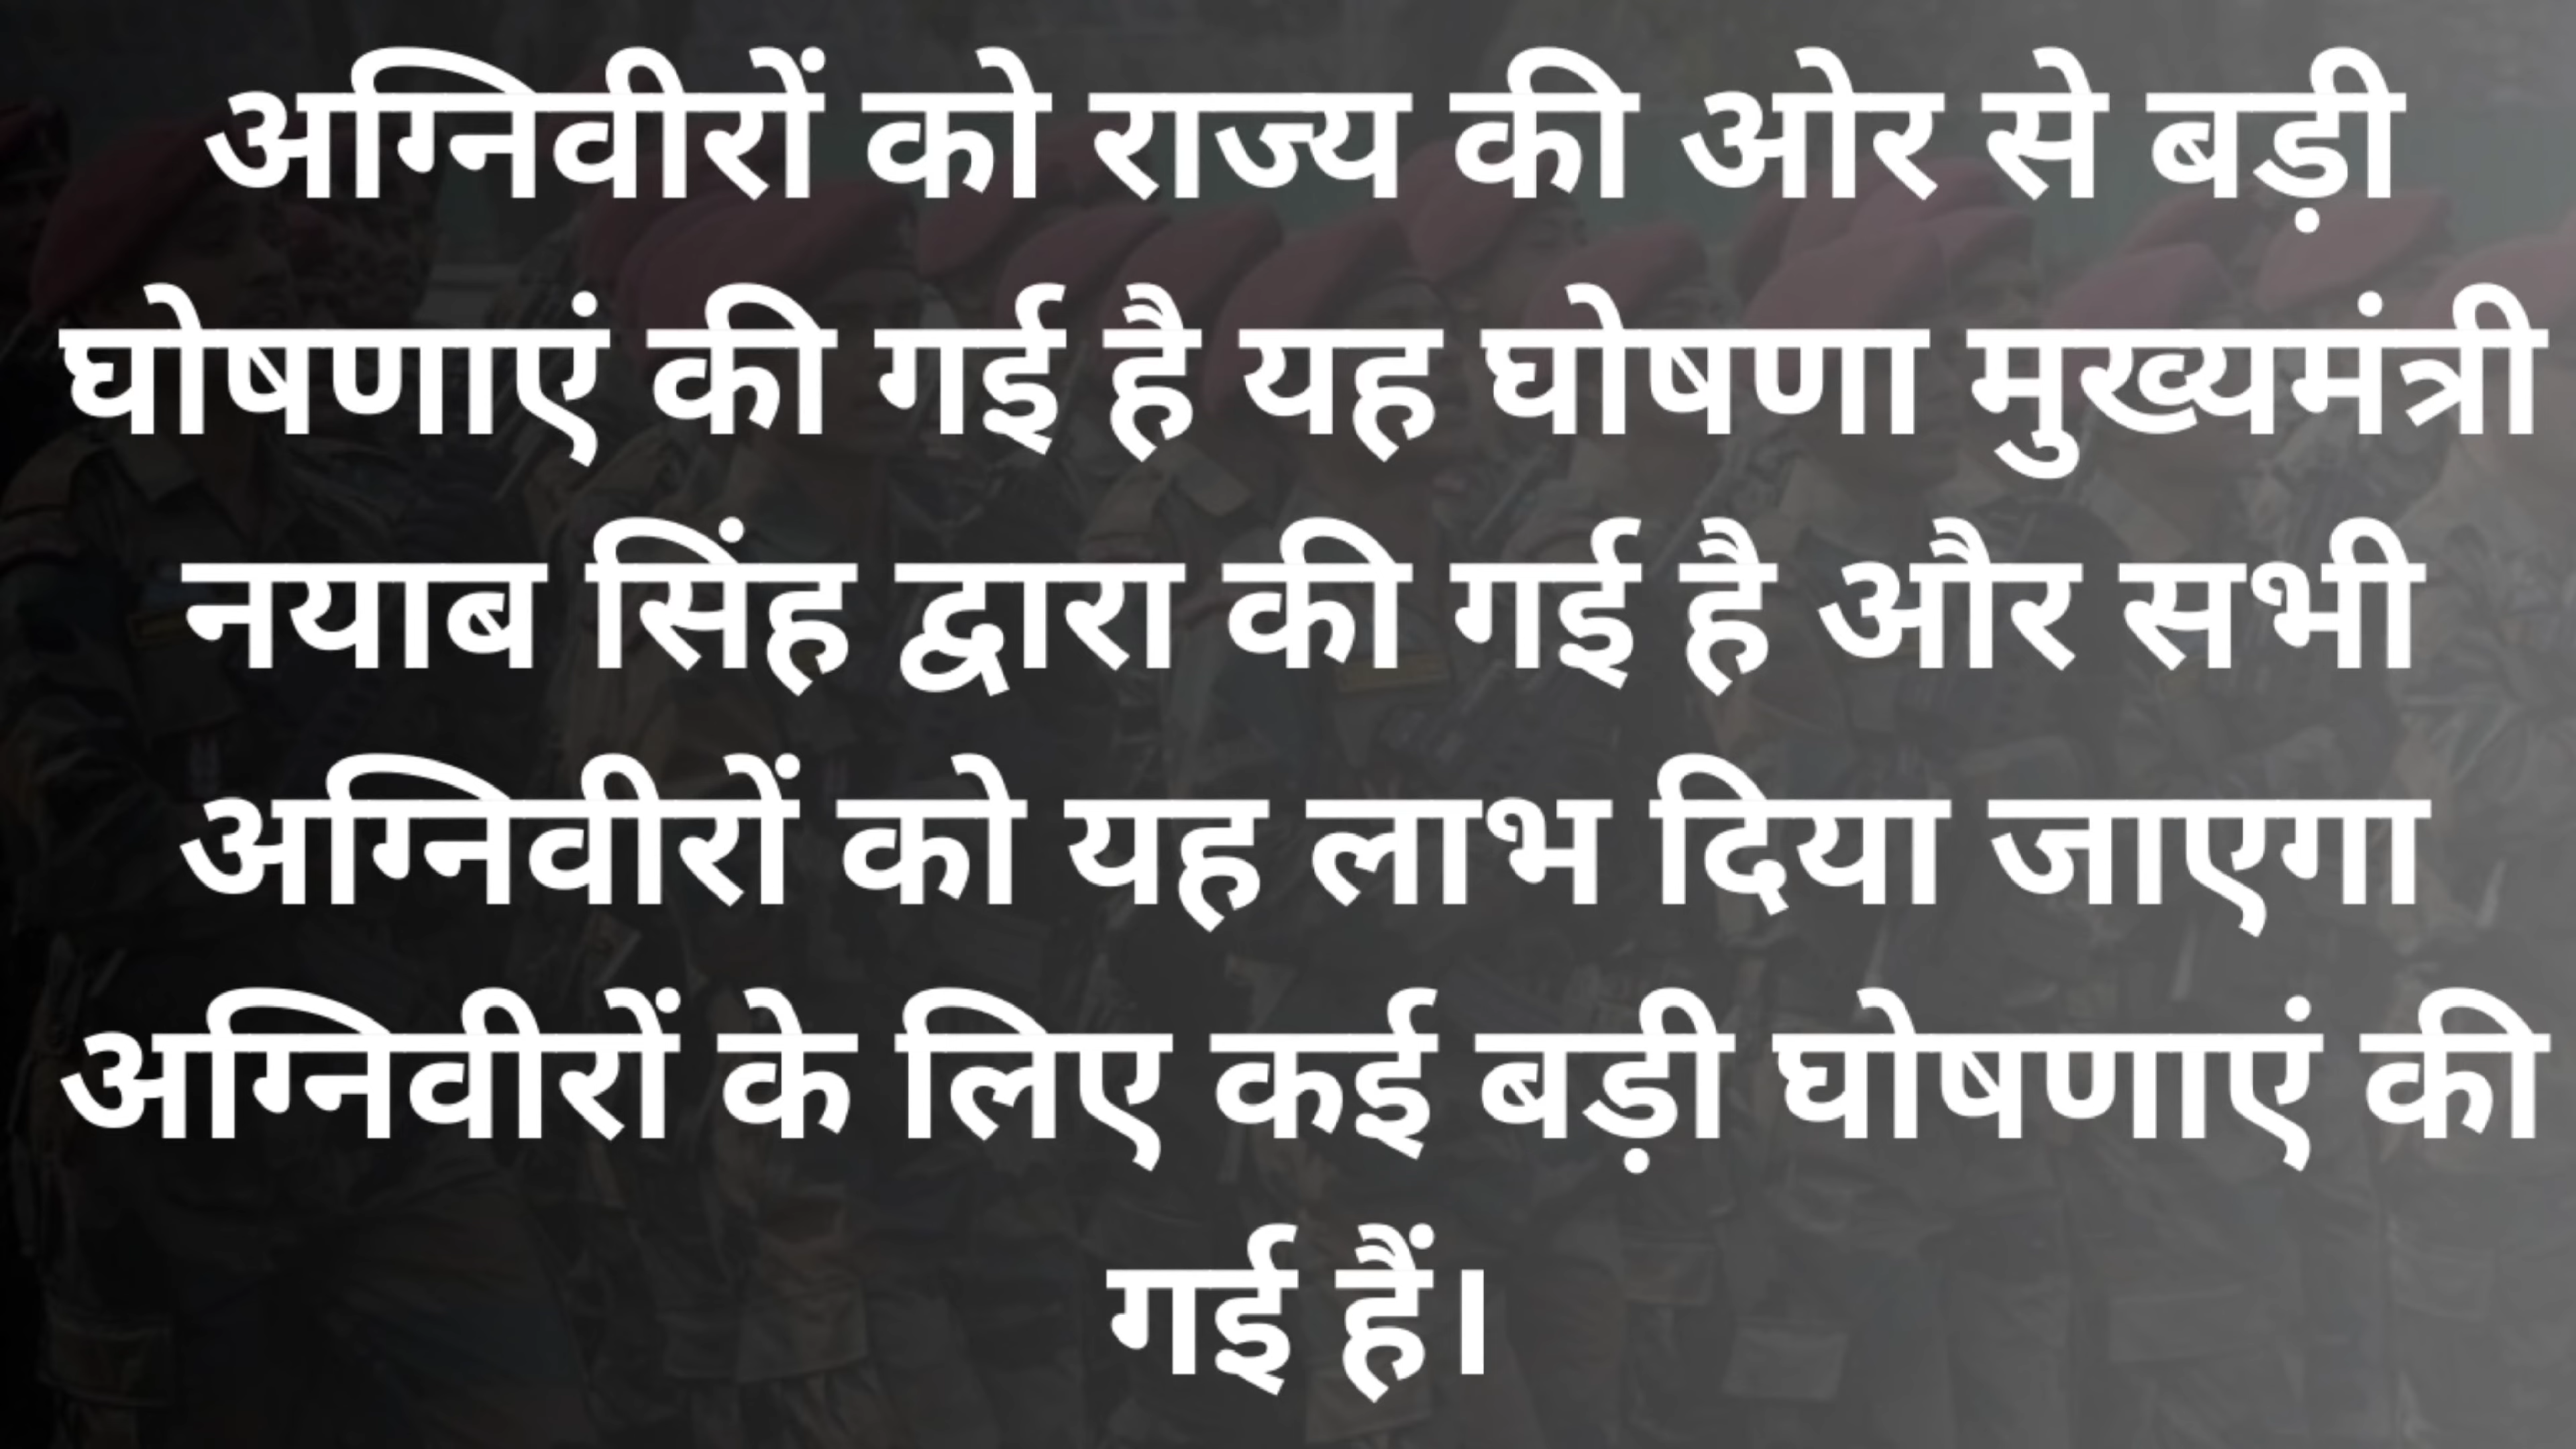 अग्निवीरों को राज्य की ओर से बड़ी
घोषणाएं की गई है यह घोषणा मुख्यमंत्री
नयाब सिंह द्वारा की गई है और सभी
अग्निवीरों को यह लाभ दिया जाएगा
अग्निवीरों के लिए कई बड़ी घोषणाएं की
गई हैं।